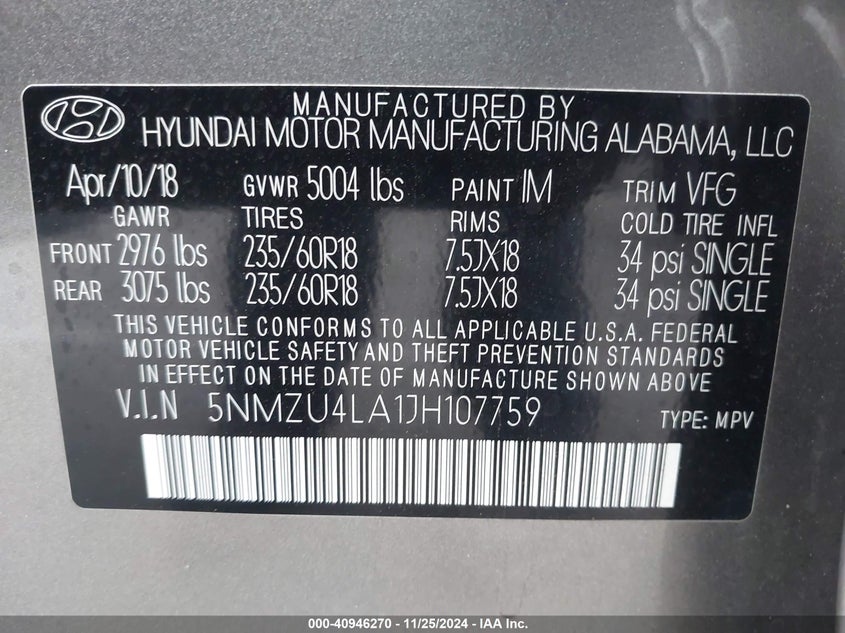 MANUFACTURED BY
HYUNDAI MOTOR MANUFACTURING ALABAMA, LLC
Apr/10/18 GVWR 5004 lbs PAINT IM TRIM VFG
GAWR TIRES RIMS COLD TIRE INFL
FRONT 2976 lbs 235/60R18 7.5JX18 34 psi SINGLE
REAR 3075 lbs 235/60R18 7.5JX18 34 psi SINGLE
THIS VEHICLE CONFORMS TO ALL APPLICABLE U.S.A. FEDERAL
MOTOR VEHICLE SAFETY AND THEFT PREVENTION STANDARDS
IN EFFECT ON THE DATE OF MANUFACTURE SHOWN ABOVE
V.I.N 5NMZU4LA1JH107759 TYPE: MPV
000-40946270 - 11/25/2024 - IAA Inc.